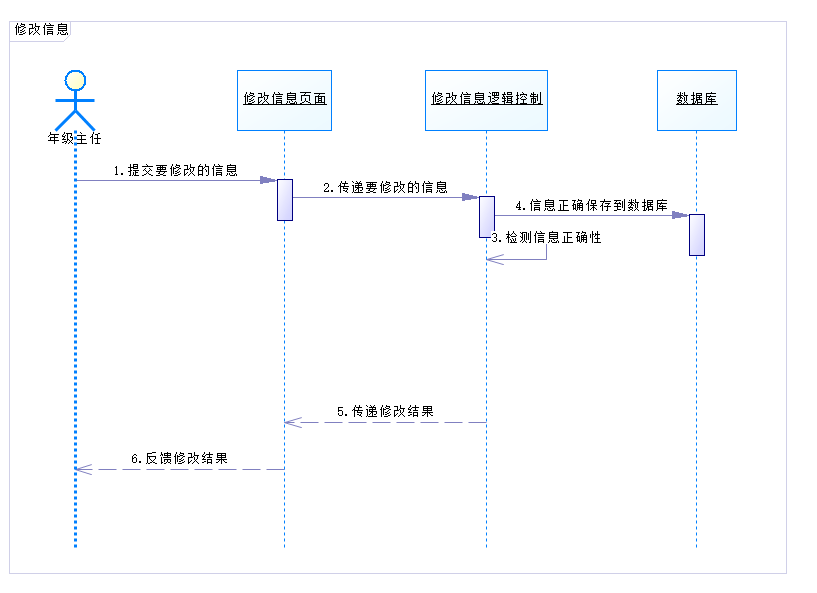 修改信息
年级主任
修改信息页面
修改信息逻辑控制
数据库
1.提交要修改的信息
2.传递要修改的信息
4.信息正确保存到数据库
3.检测信息正确性
5.传递修改结果
6.反馈修改结果